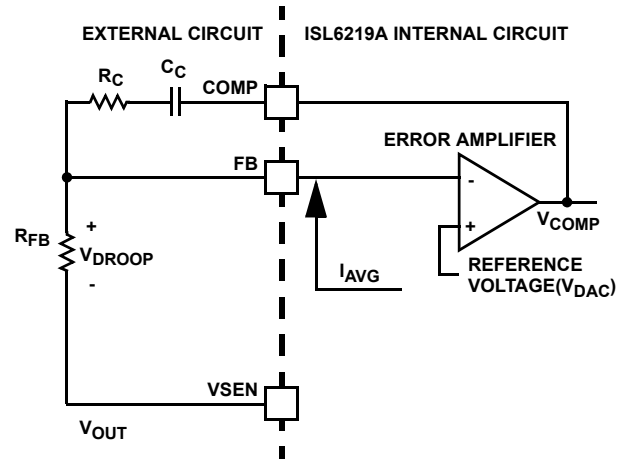 EXTERNAL CIRCUIT
ISL6219A INTERNAL CIRCUIT
RC
CC
COMP
ERROR AMPLIFIER
FB
-
+
VCOMP
RFB
+
VDROOP
-
IAVG
REFERENCE
VOLTAGE(VDAC)
VSEN
VOUT